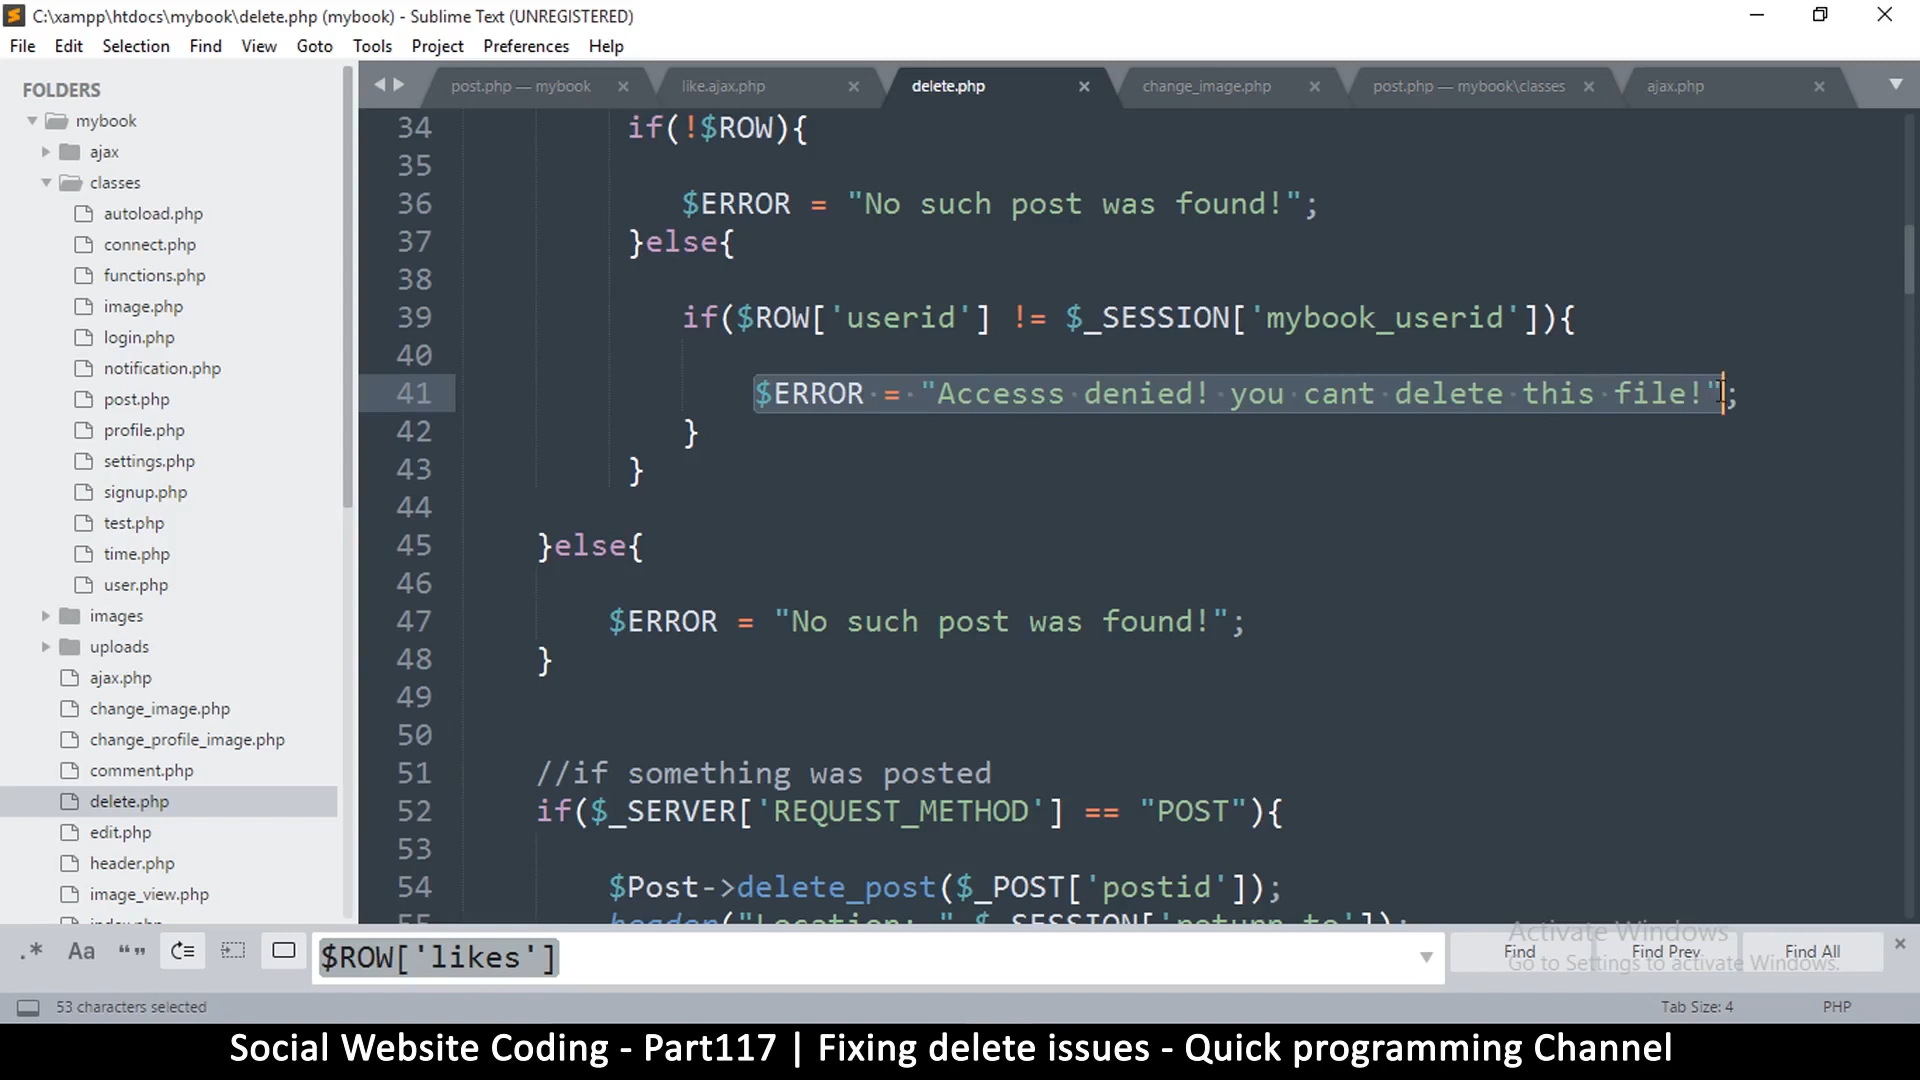 C:\xampp\htdocs\mybook\delete.php (mybook) - Sublime Text (UNREGISTERED)
File Edit Selection Find View Goto Tools Project Preferences Help
FOLDERS
mybook
ajax
classes
autoload.php
connect.php
functions.php
image.php
login.php
notification.php
post.php
profile.php
settings.php
signup.php
test.php
time.php
user.php
images
uploads
ajax.php
change_image.php
change_profile_image.php
comment.php
delete.php
edit.php
header.php
image_view.php
index.php
post.php — mybook × like.ajax.php × delete.php × change_image.php × post.php — mybook\classes × ajax.php ×
34 if(!$ROW){
35
36 $ERROR = "No such post was found!";
37 }else{
38
39 if($ROW['userid'] != $_SESSION['mybook_userid']){
40
41 $ERROR = "Accesss denied! you cant delete this file!";
42 }
43 }
44
45 }else{
46
47 $ERROR = "No such post was found!";
48 }
49
50
51 //if something was posted
52 if($_SERVER['REQUEST_METHOD'] == "POST"){
53
54 $Post->delete_post($_POST['postid']);
55 header("Location: " $_SESSION['return_to']);
.* Aa “” $ROW['likes'] Find Find Prev Find All ×
Activate Windows
Go to Settings to activate Windows.
53 characters selected Tab Size: 4 PHP
Social Website Coding - Part117 | Fixing delete issues - Quick programming Channel